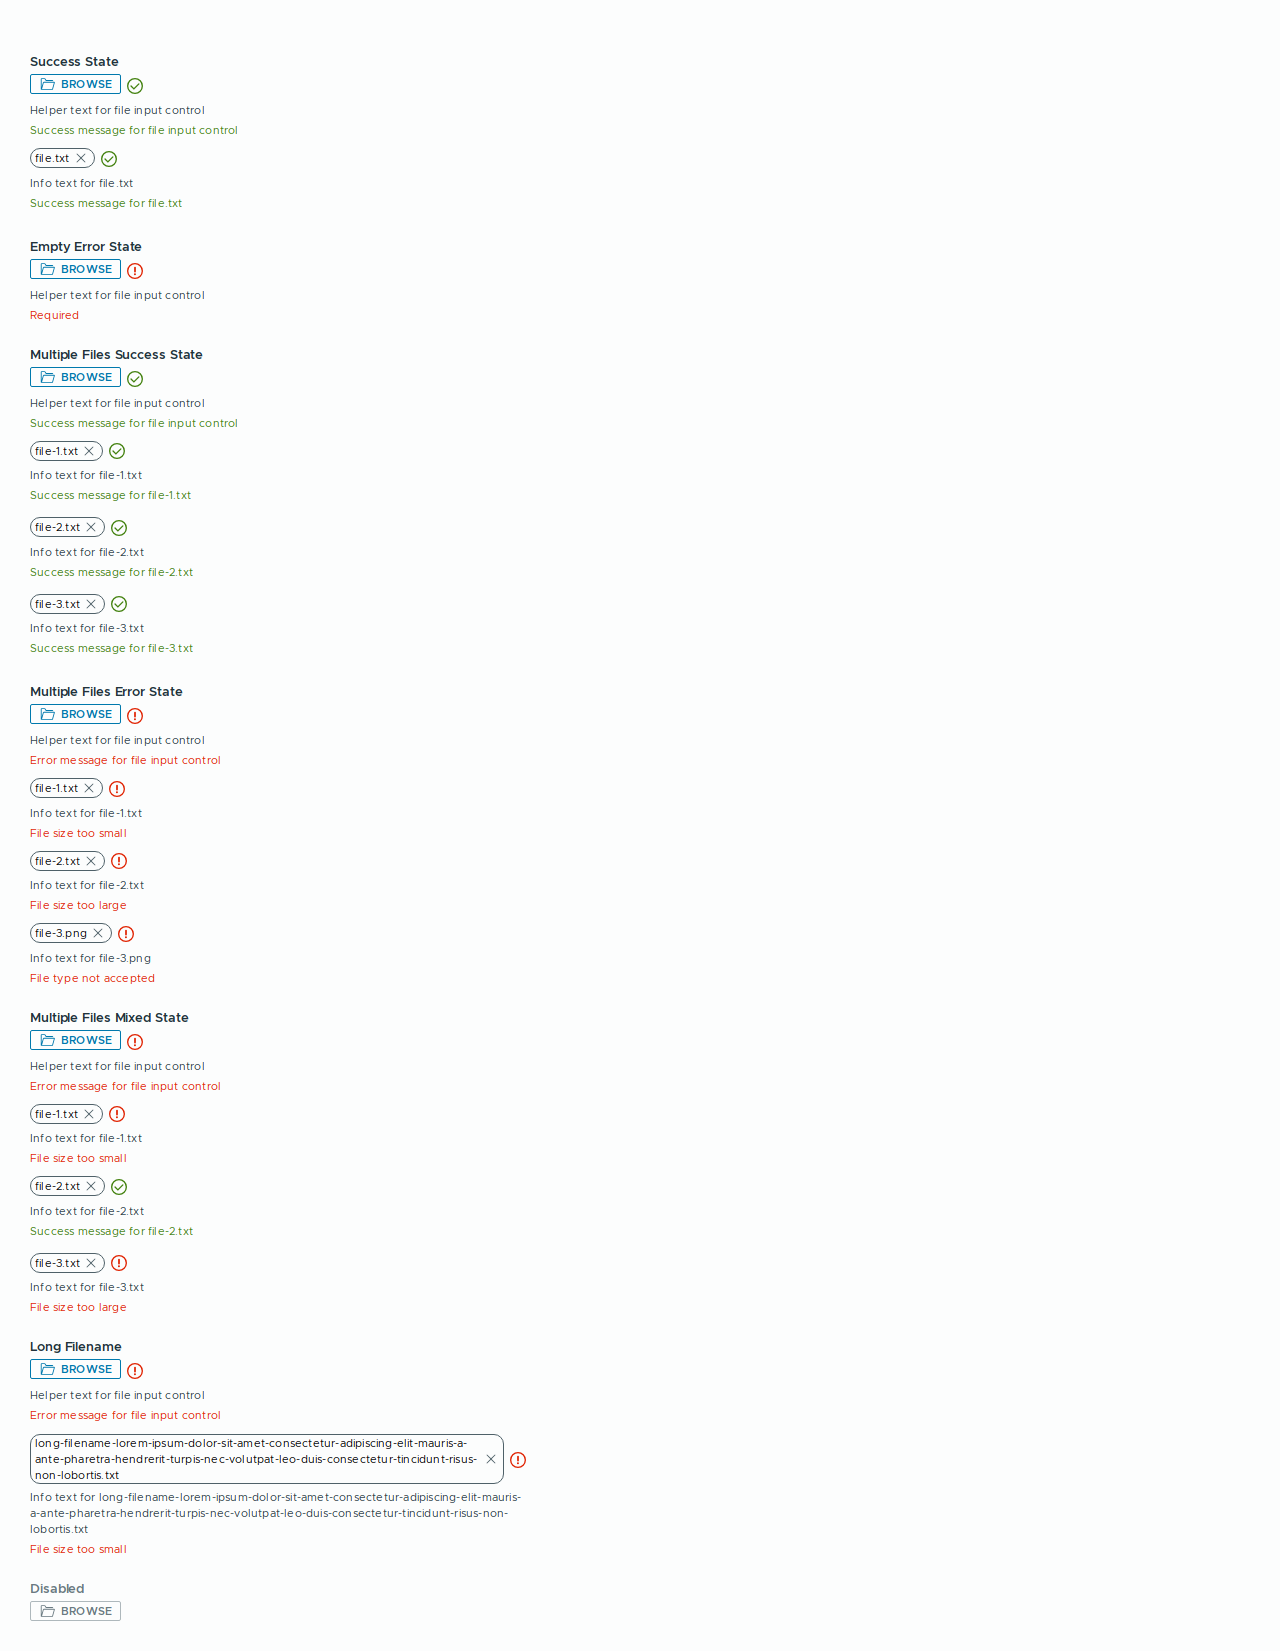 Success State
BROWSE
Helper text for file input control
Success message for file input control
file.txt
Info text for file.txt
Success message for file.txt
Empty Error State
BROWSE
Helper text for file input control
Required
Multiple Files Success State
BROWSE
Helper text for file input control
Success message for file input control
file-1.txt
Info text for file-1.txt
Success message for file-1.txt
file-2.txt
Info text for file-2.txt
Success message for file-2.txt
file-3.txt
Info text for file-3.txt
Success message for file-3.txt
Multiple Files Error State
BROWSE
Helper text for file input control
Error message for file input control
file-1.txt
Info text for file-1.txt
File size too small
file-2.txt
Info text for file-2.txt
File size too large
file-3.png
Info text for file-3.png
File type not accepted
Multiple Files Mixed State
BROWSE
Helper text for file input control
Error message for file input control
file-1.txt
Info text for file-1.txt
File size too small
file-2.txt
Info text for file-2.txt
Success message for file-2.txt
file-3.txt
Info text for file-3.txt
File size too large
Long Filename
BROWSE
Helper text for file input control
Error message for file input control
long-filename-lorem-ipsum-dolor-sit-amet-consectetur-adipiscing-elit-mauris-a-
ante-pharetra-hendrerit-turpis-nec-volutpat-leo-duis-consectetur-tincidunt-risus-
non-lobortis.txt
Info text for long-filename-lorem-ipsum-dolor-sit-amet-consectetur-adipiscing-elit-mauris-
a-ante-pharetra-hendrerit-turpis-nec-volutpat-leo-duis-consectetur-tincidunt-risus-non-
lobortis.txt
File size too small
Disabled
BROWSE